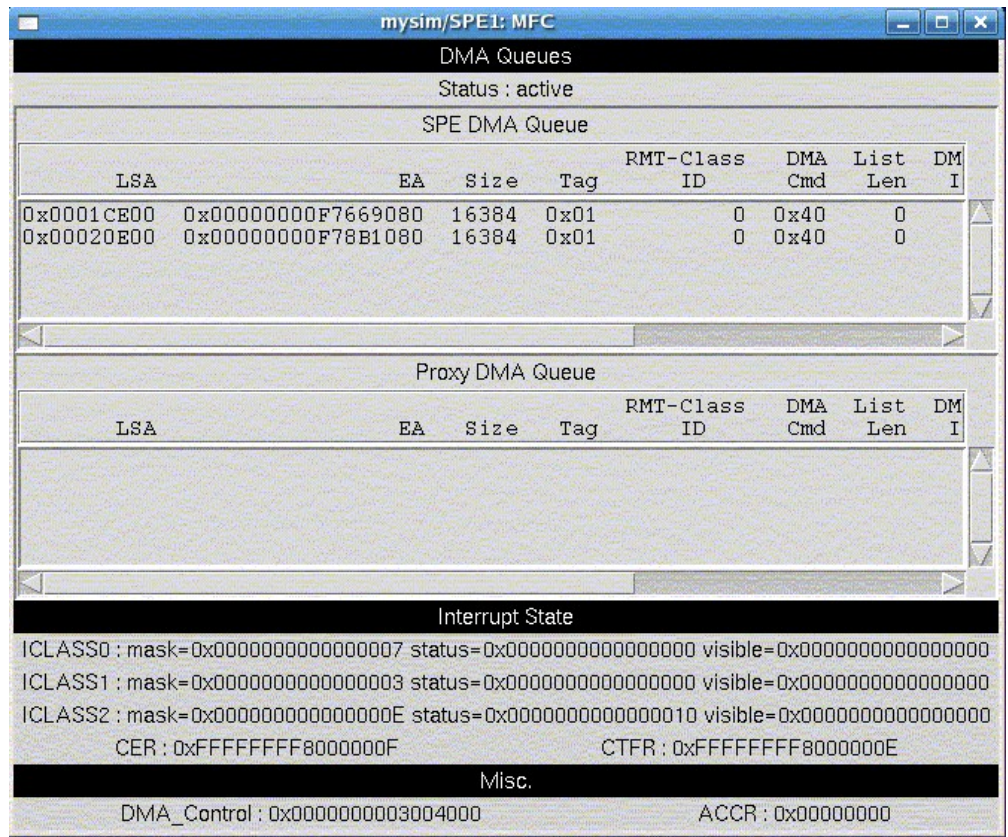 mysim/SPE1: MFC
DMA Queues
Status : active
SPE DMA Queue
RMT-Class DMA List DM
LSA EA Size Tag ID Cmd Len I
0x0001CE00 0x00000000F7669080 16384 0x01 0 0x40 0
0x00020E00 0x00000000F78B1080 16384 0x01 0 0x40 0
Proxy DMA Queue
RMT-Class DMA List DM
LSA EA Size Tag ID Cmd Len I
Interrupt State
ICLASS0 : mask=0x0000000000000007 status=0x0000000000000000 visible=0x0000000000000000
ICLASS1 : mask=0x0000000000000003 status=0x0000000000000000 visible=0x0000000000000000
ICLASS2 : mask=0x000000000000000E status=0x0000000000000010 visible=0x0000000000000000
CER : 0xFFFFFFFF8000000F CTFR : 0xFFFFFFFF8000000E
Misc.
DMA_Control : 0x0000000003004000 ACCR : 0x00000000